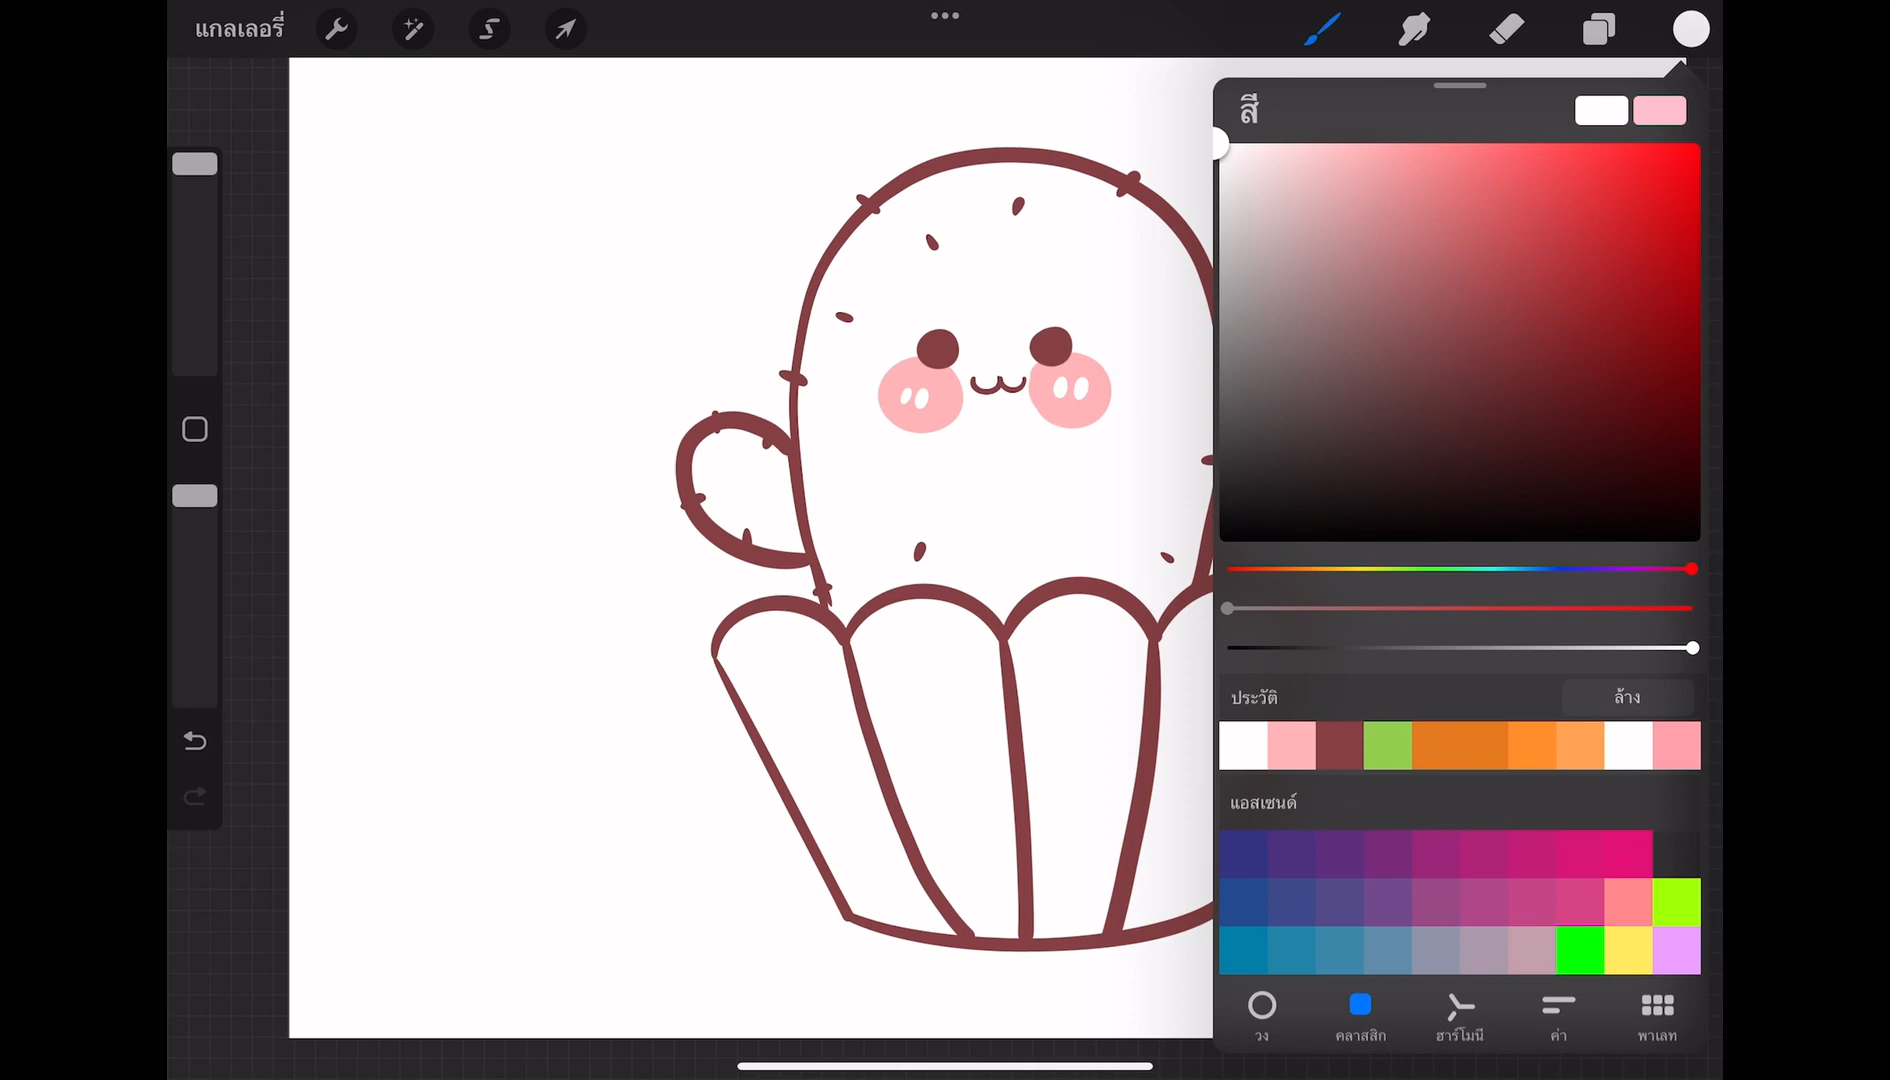 แกลเลอรี่
สี
ประวัติ
ล้าง
แอสเซนด์
วง
คลาสสิก
ฮาร์โมนี
ค่า
พาเลท